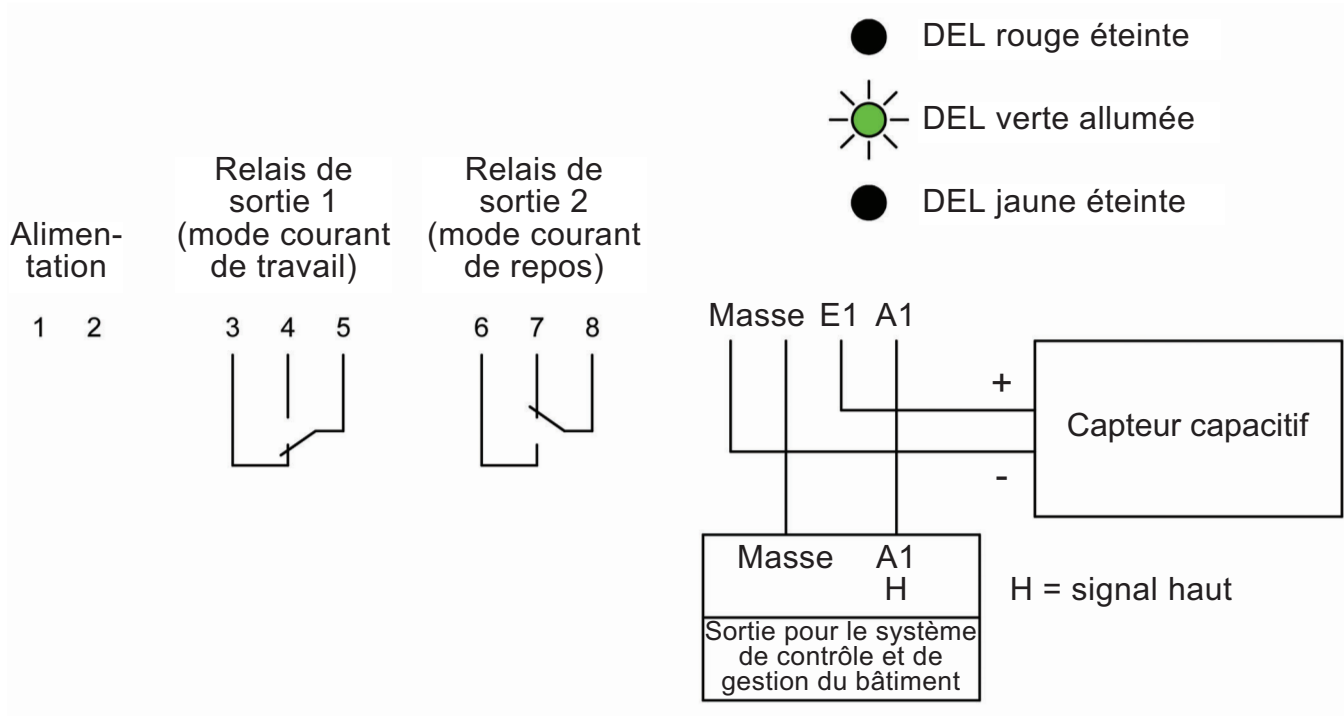 DEL rouge éteinte
DEL verte allumée
DEL jaune éteinte
Alimen-
tation
1 2
Relais de
sortie 1
(mode courant
de travail)
3 4 5
Relais de
sortie 2
(mode courant
de repos)
6 7 8
Masse E1 A1
+
-
Capteur capacitif
Masse A1
H
Sortie pour le système
de contrôle et de
gestion du bâtiment
H = signal haut